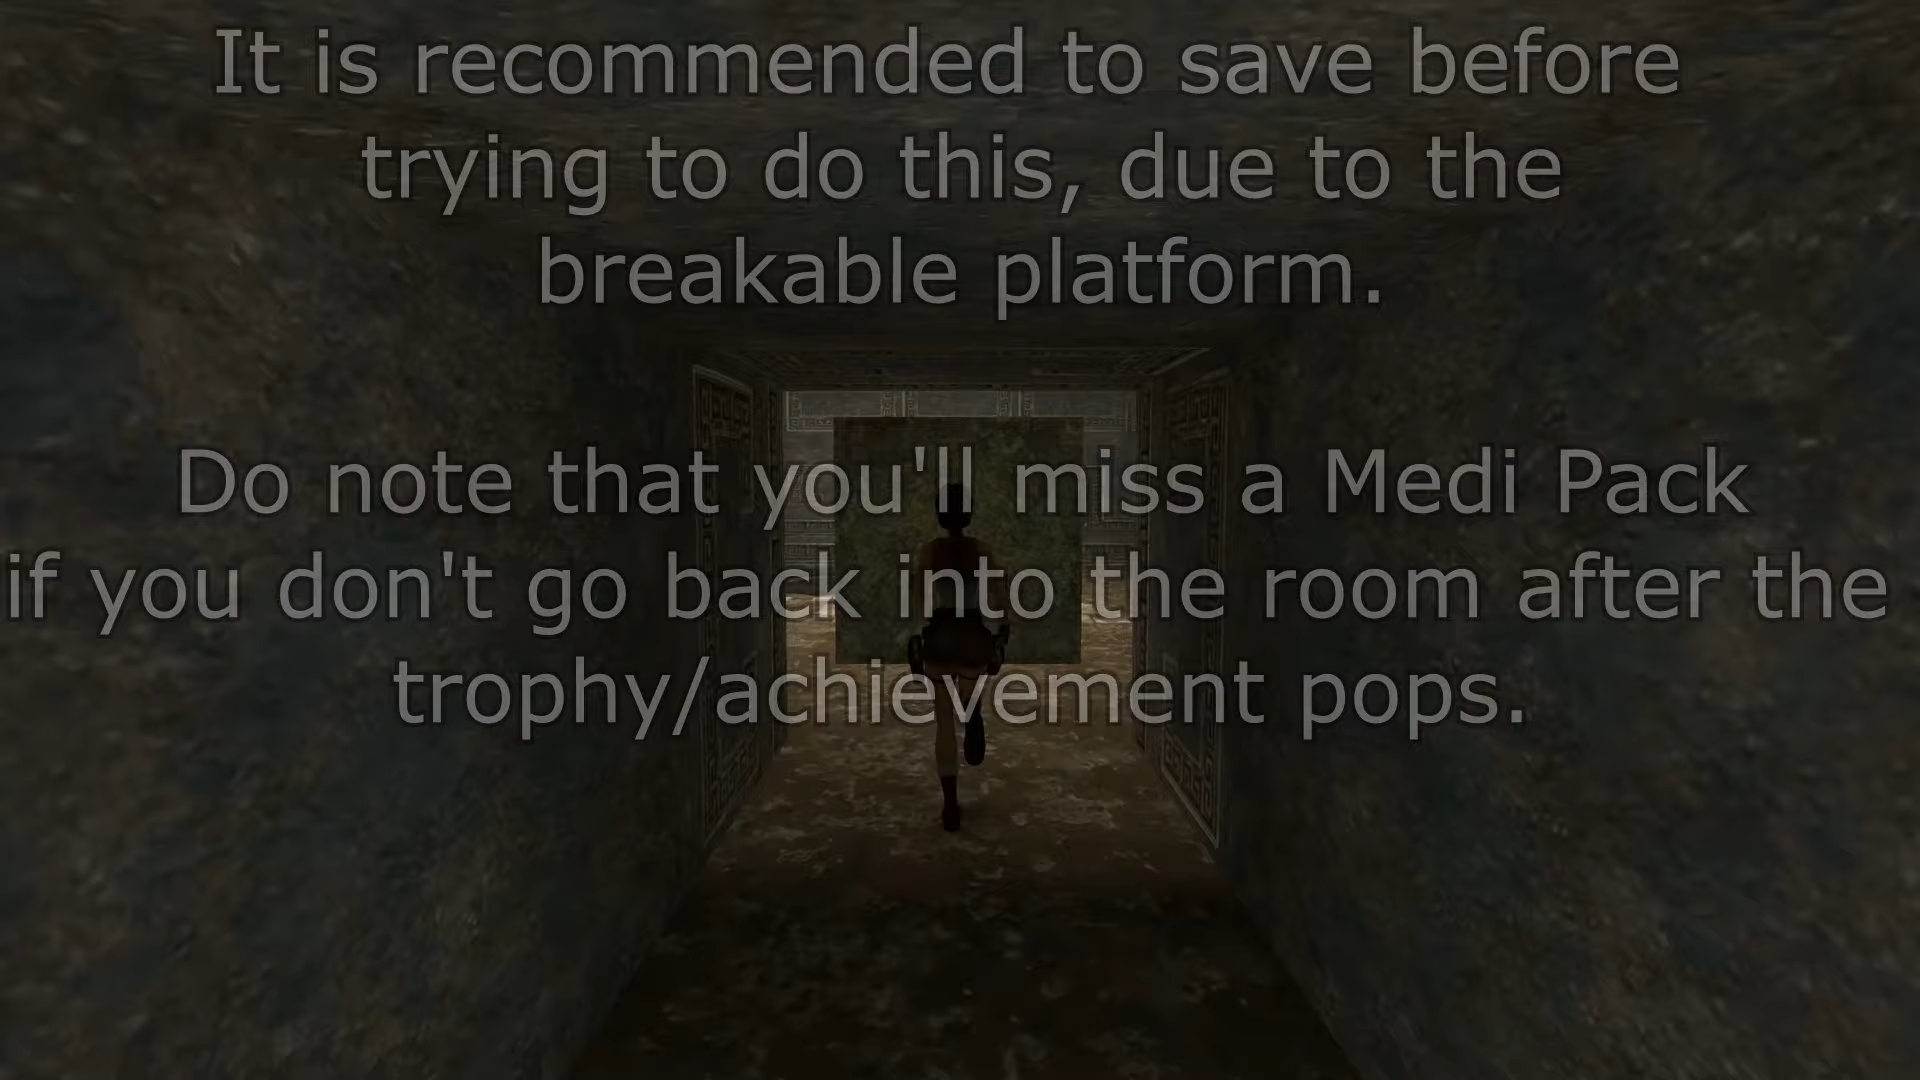 It is recommended to save before
trying to do this, due to the
breakable platform.
Do note that you'll miss a Medi Pack
if you don't go back into the room after the
trophy/achievement pops.